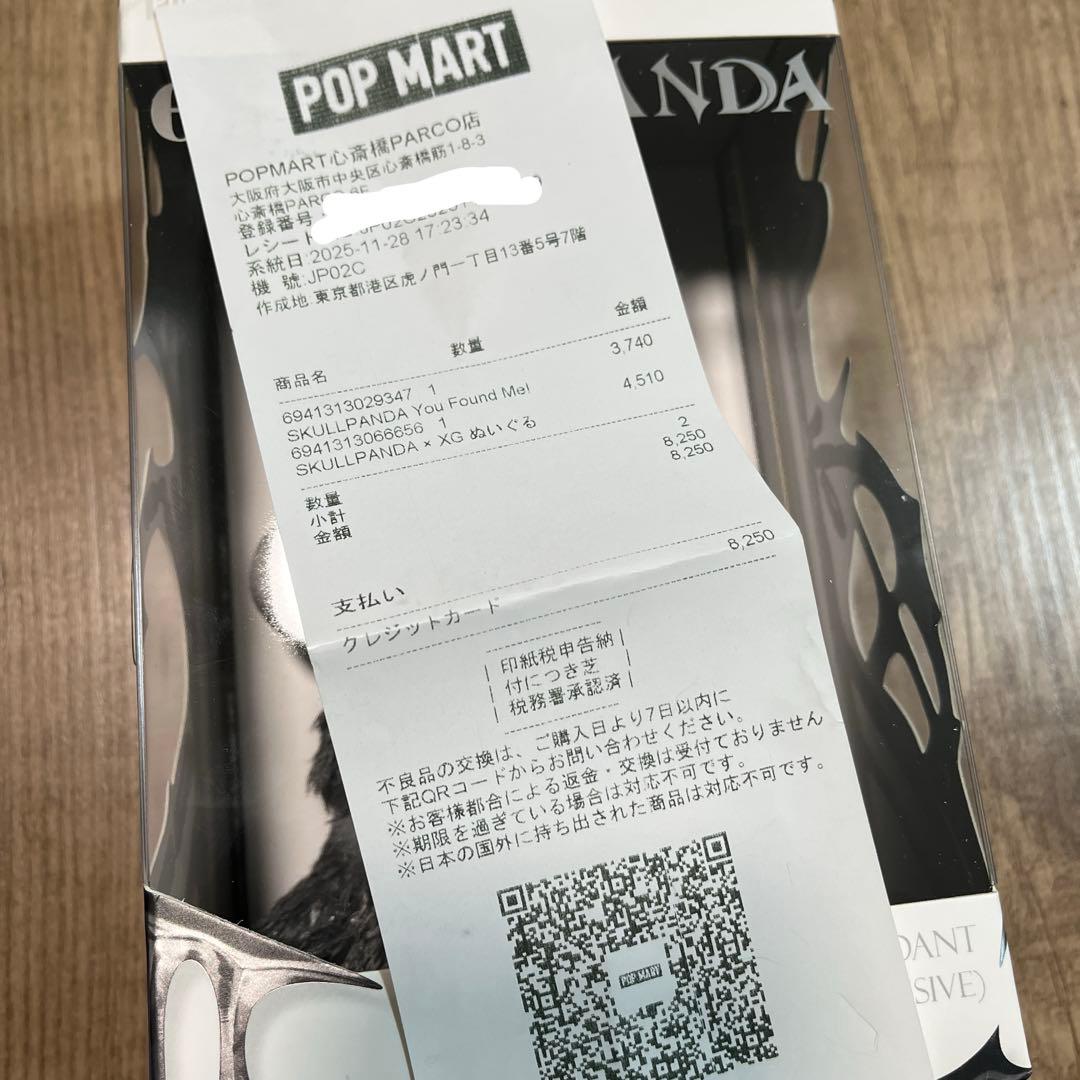 POP MART
ANDA
POPMART心斎橋PARCO店
大阪府大阪市中央区心斎橋筋1-8-3
心斎橋PARCO 6F
登録番号
レシート
系統日:2025-11-28 17:23:34
機 號:JP02C
作成地:東京都港区虎ノ門一丁目13番5号7階
商品名 数量 金額
6941313029347 1 3,740
SKULLPANDA You Found Me!
6941313066656 1 4,510
SKULLPANDA × XG ぬいぐる
数量 2
小計 8,250
金額 8,250
支払い
クレジットカード 8,250
印紙税申告納
付につき芝
税務署承認済
不良品の交換は、ご購入日より7日以内に
下記QRコードからお問い合わせください。
※お客様都合による返金・交換は受付ておりません
※期限を過ぎている場合は対応不可です。
※日本の国外に持ち出された商品は対応不可です。
POP MART
DANT
SIVE)